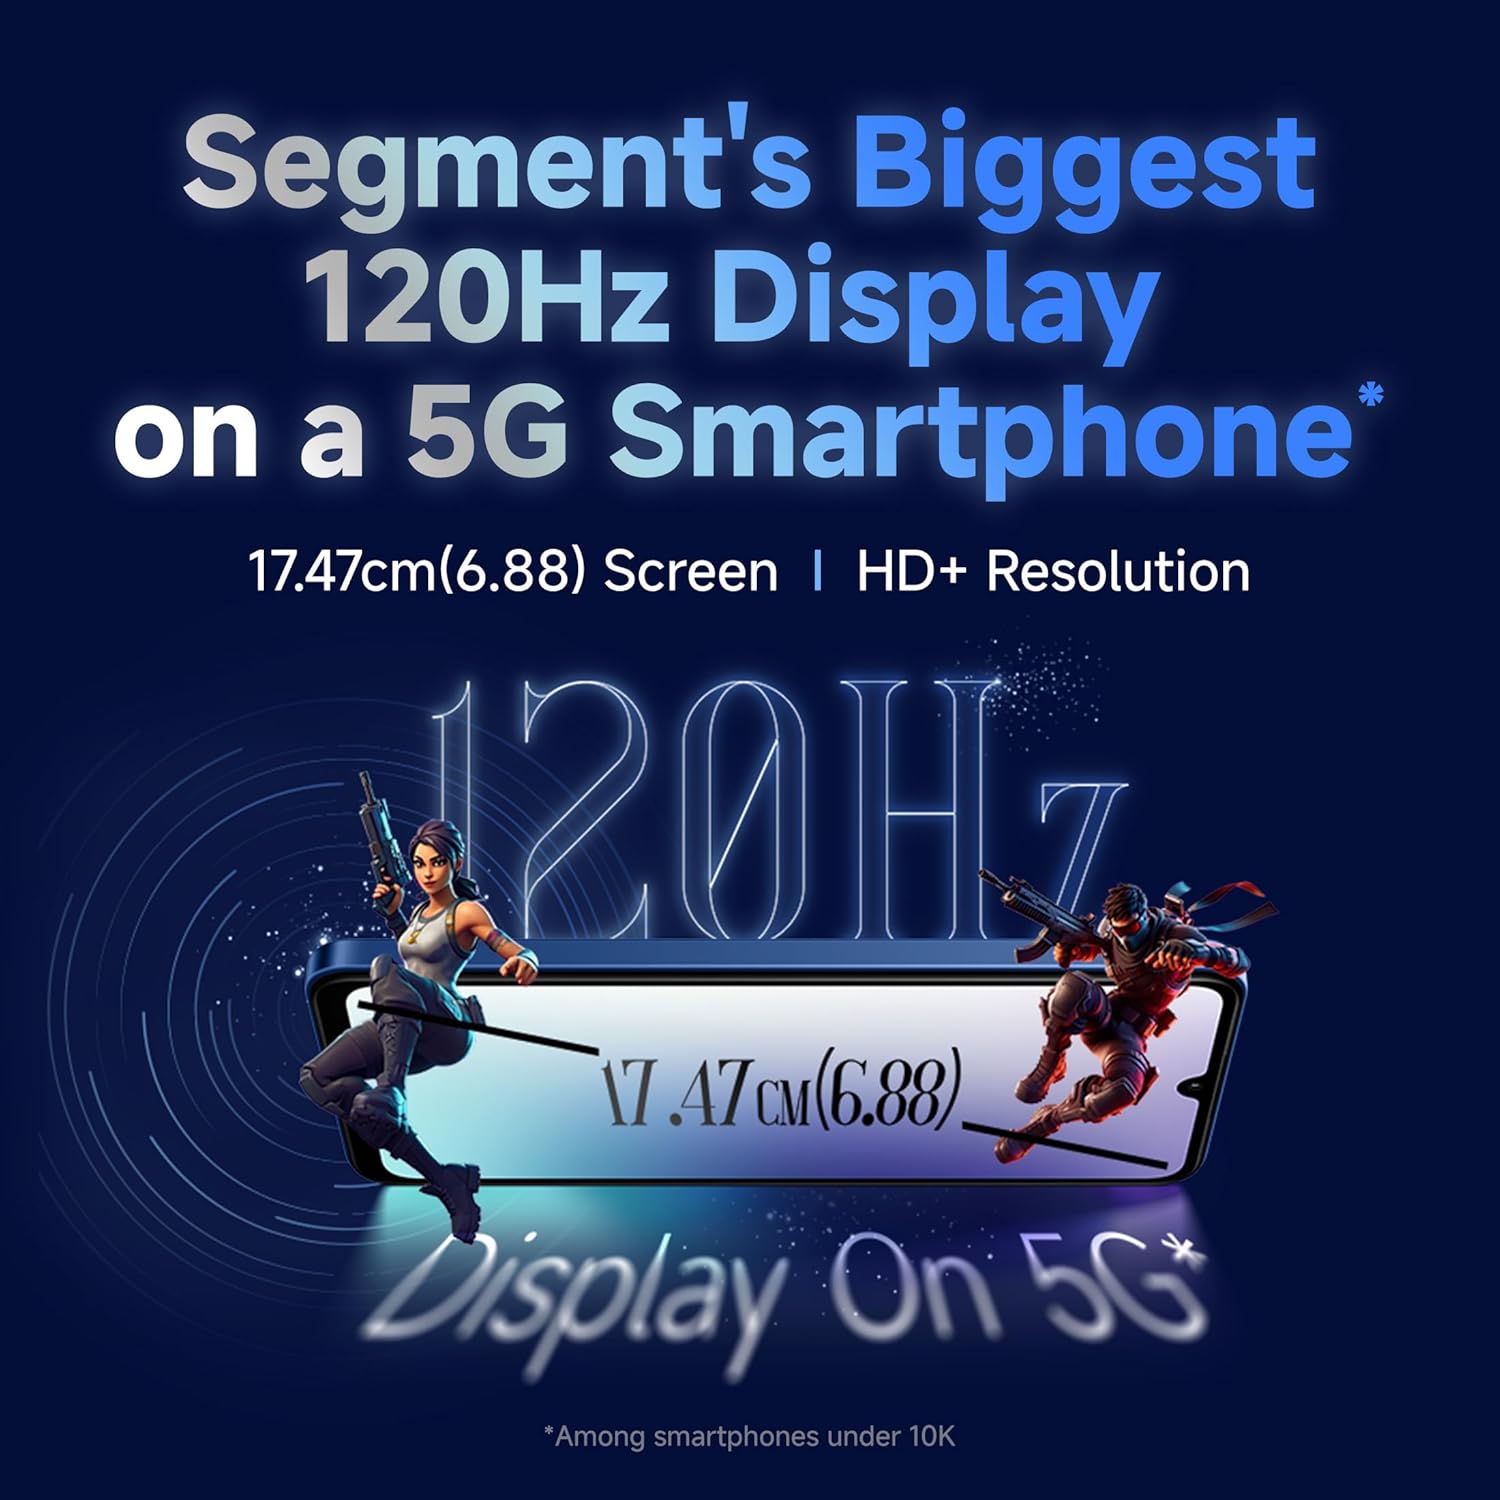 Segment's Biggest
120Hz Display
on a 5G Smartphone*
17.47cm(6.88) Screen | HD+ Resolution
120Hz
17.47CM(6.88)
Display On 5G*
*Among smartphones under 10K